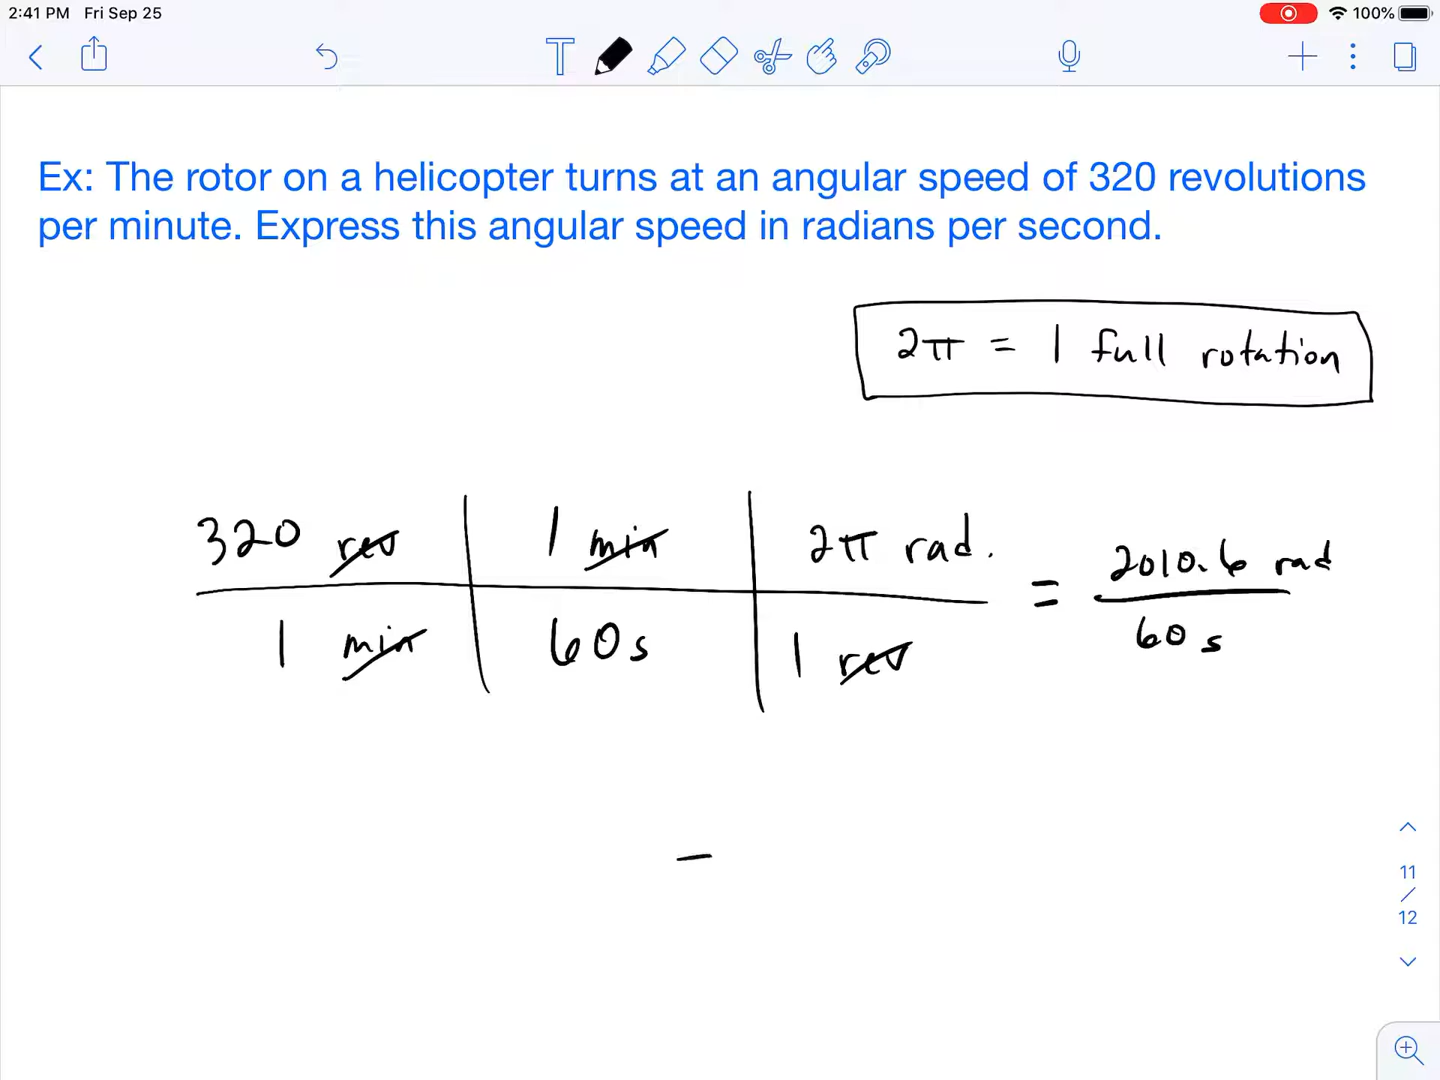 2:41 PM Fri Sep 25 100%
T
Ex: The rotor on a helicopter turns at an angular speed of 320 revolutions
per minute. Express this angular speed in radians per second.
2π = 1 full rotation
320 rev 1 min 2π rad. = 2010.6 rad
1 min 60s 1 rev 60 s
—
11
/
12